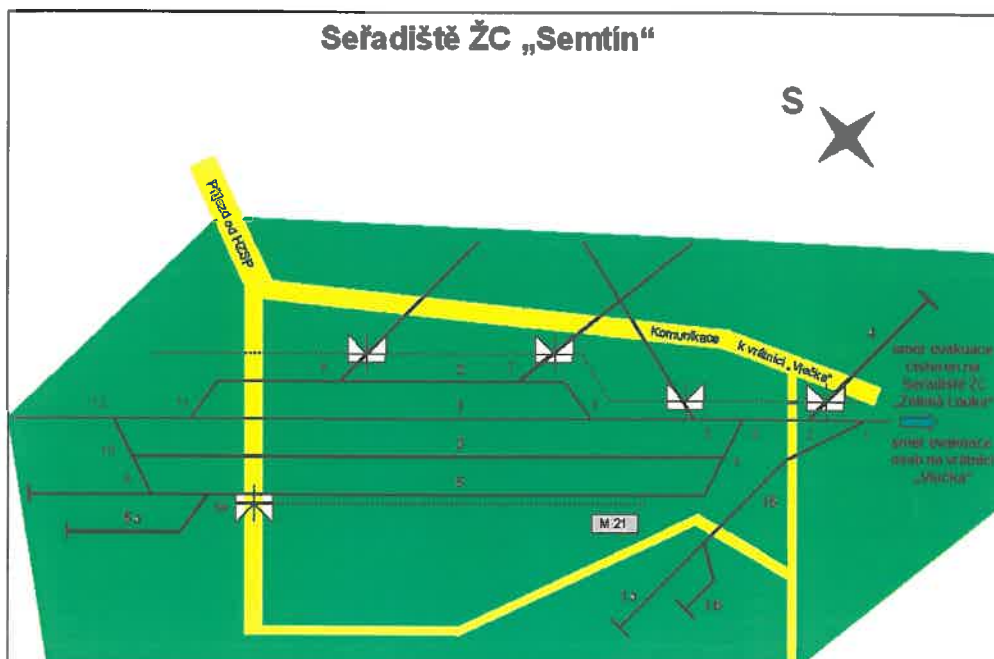 Seřadiště ŽC „Semtín“
S
Příjezd od HZSP
Komunikace k vrátnici „Vlečka“
4
směr evakuace
cisteren na
Seřadiště ŽC
„Zelená Louka“
směr evakuace
osob na vrátnici
„Vlečka“
2
1
3
5
5a
M 21
1a
1b